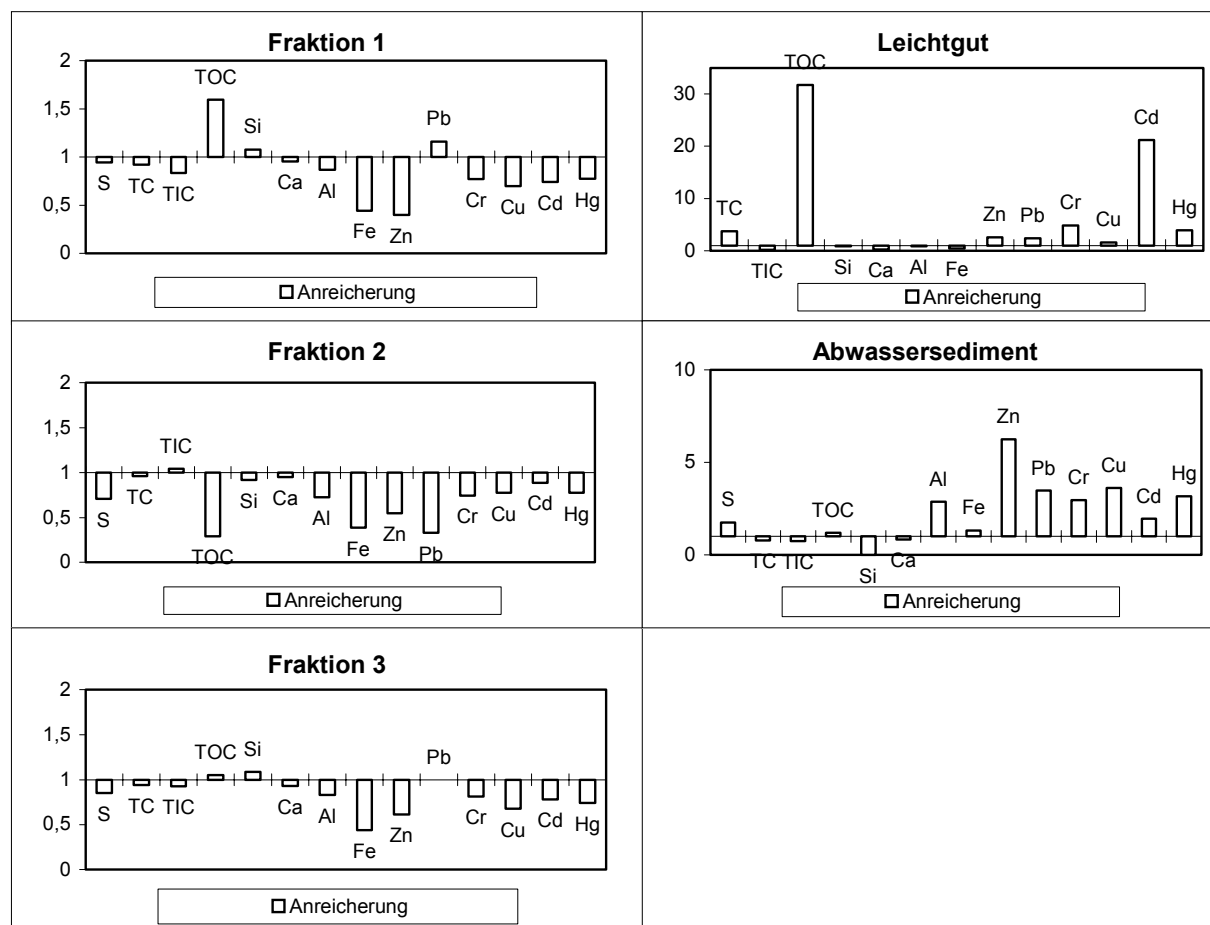 Fraktion 1
2
1,5
1
0,5
0
S TC TIC TOC Si Ca Al Fe Zn Pb Cr Cu Cd Hg
Anreicherung
Leichtgut
30
20
10
0
TC TIC TOC Si Ca Al Fe Zn Pb Cr Cu Cd Hg
Anreicherung
Fraktion 2
2
1,5
1
0,5
0
S TC TIC TOC Si Ca Al Fe Zn Pb Cr Cu Cd Hg
Anreicherung
Abwassersediment
10
5
0
S TC TIC TOC Si Ca Al Fe Zn Pb Cr Cu Cd Hg
Anreicherung
Fraktion 3
2
1,5
1
0,5
0
S TC TIC TOC Si Ca Al Fe Zn Pb Cr Cu Cd Hg
Anreicherung